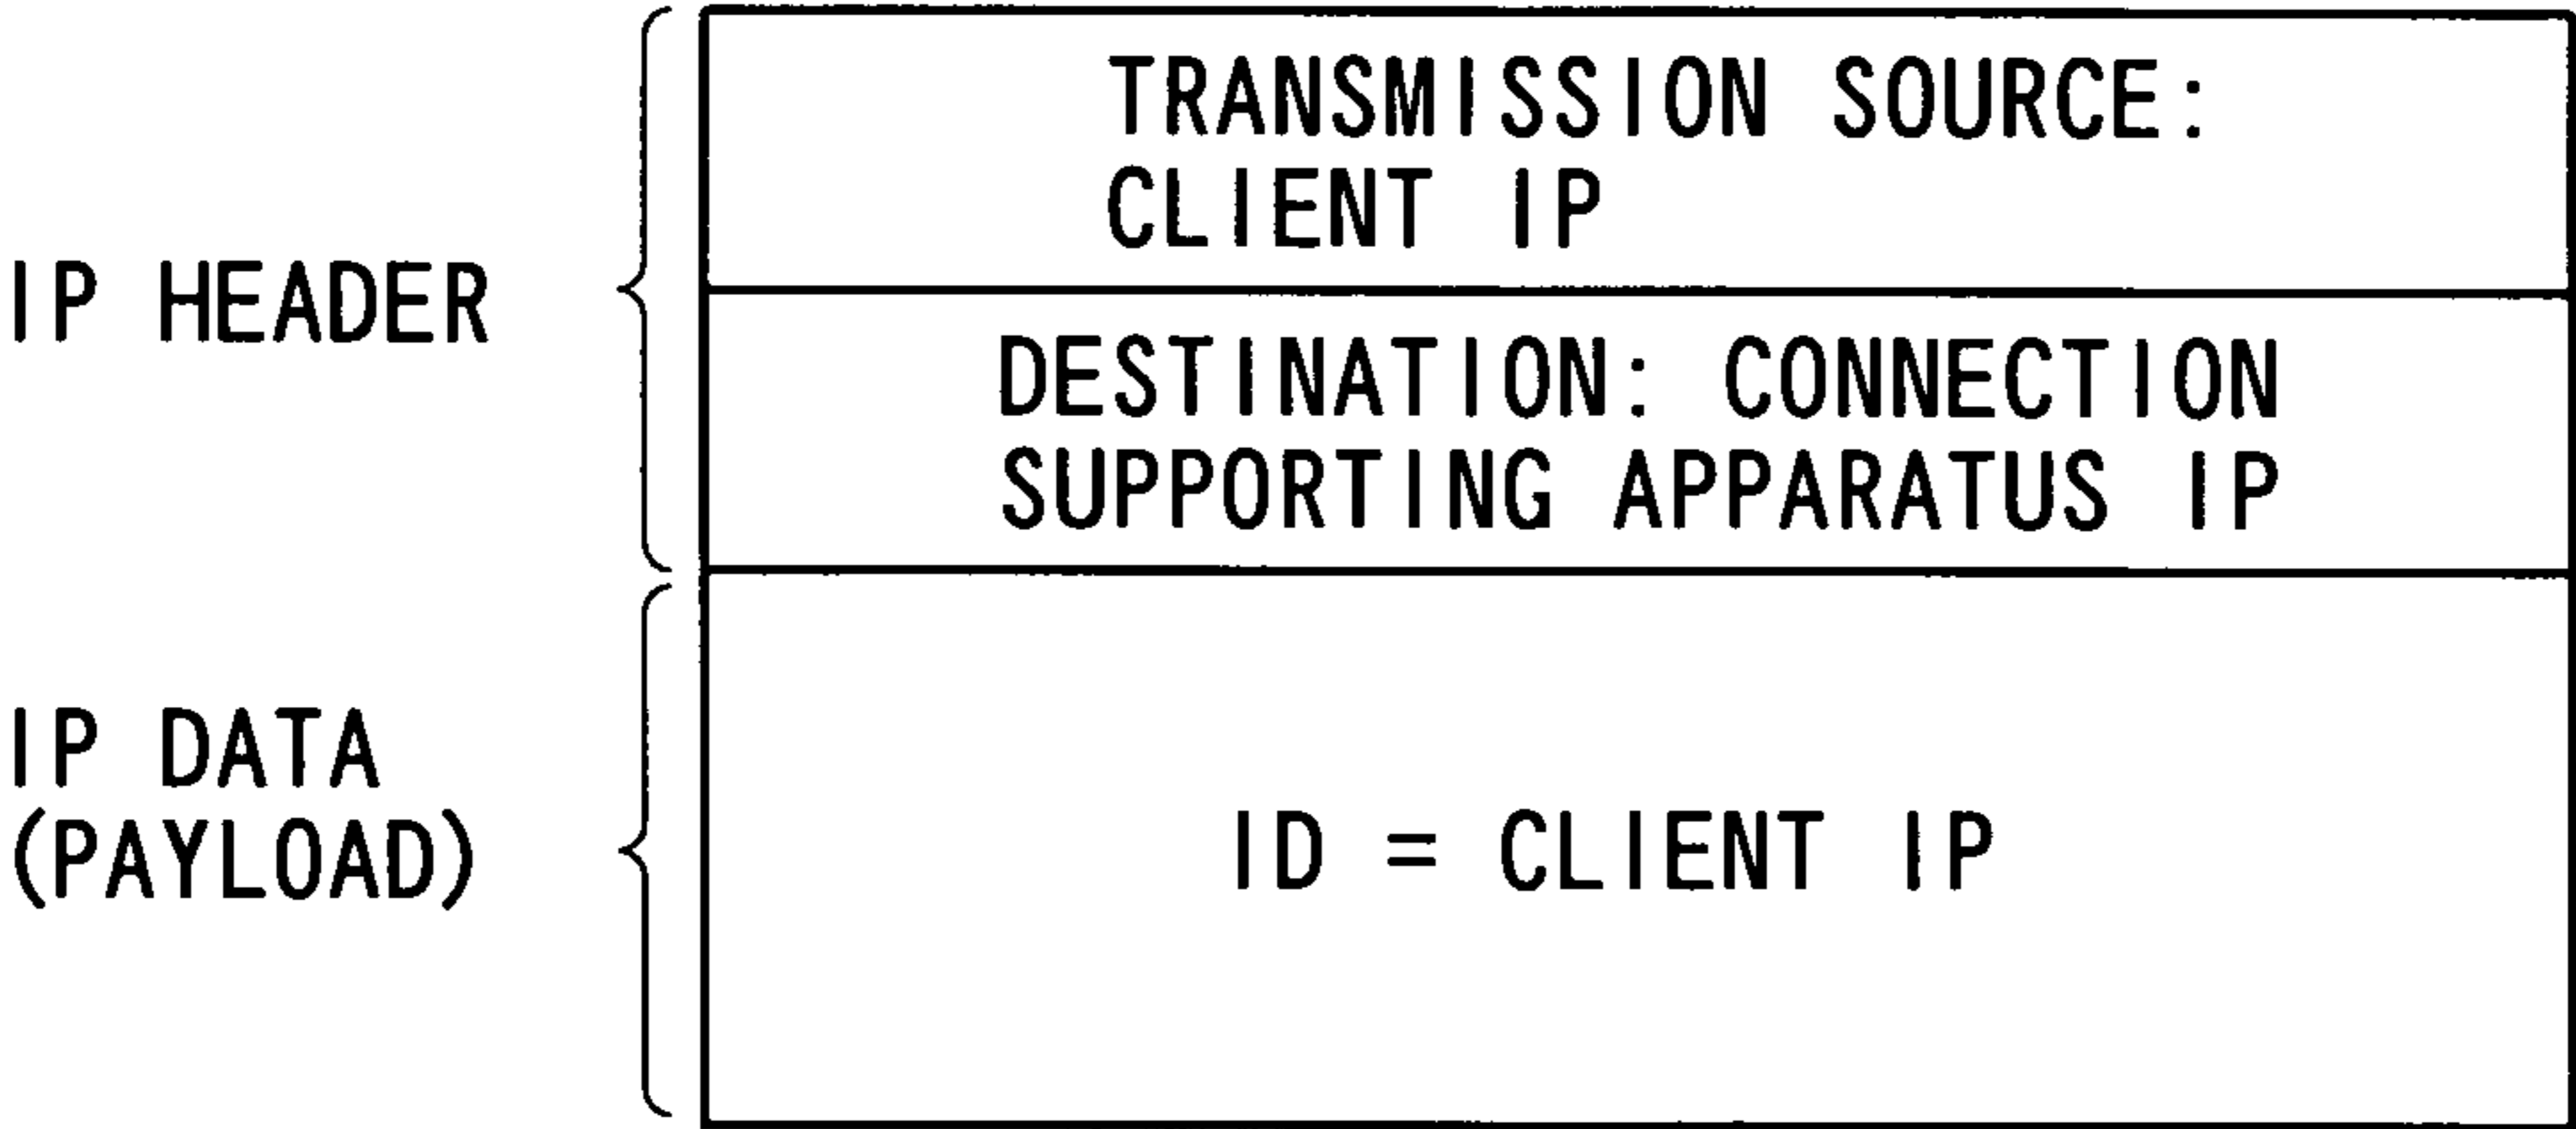 IP HEADER
TRANSMISSION SOURCE:
CLIENT IP
DESTINATION: CONNECTION
SUPPORTING APPARATUS IP
IP DATA
(PAYLOAD)
ID = CLIENT IP